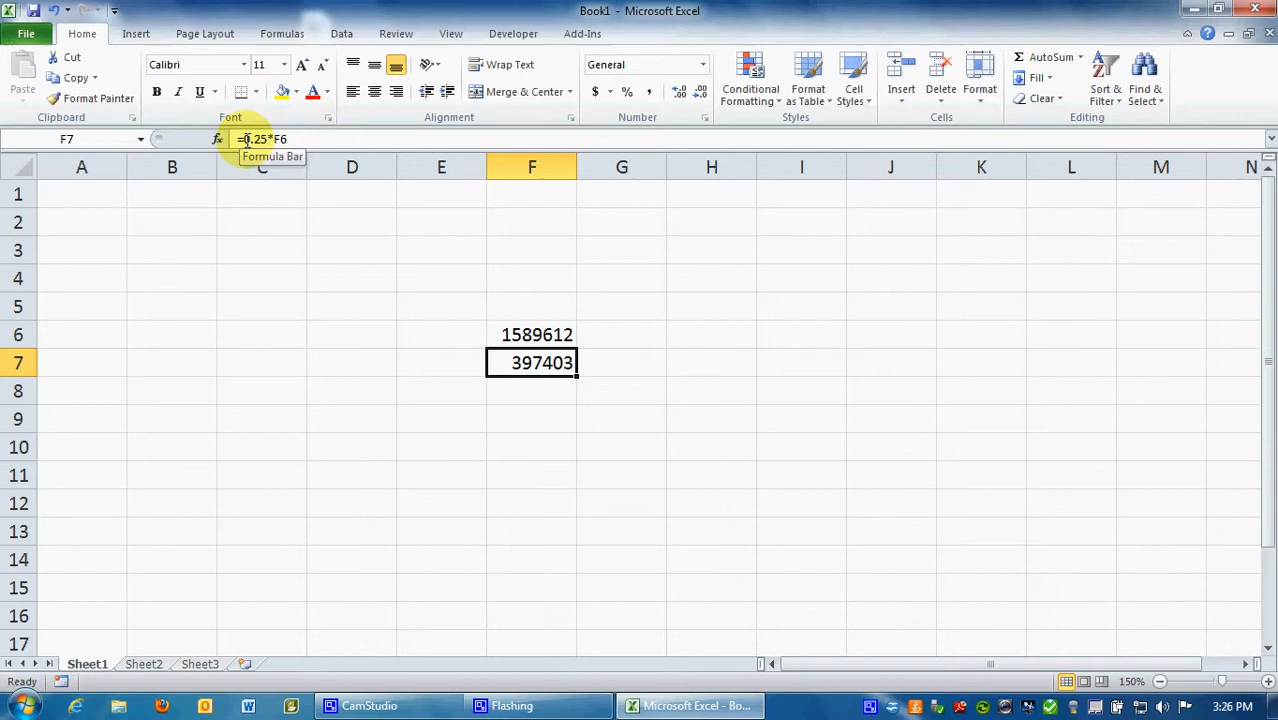 Book1 - Microsoft Excel
File Home Insert Page Layout Formulas Data Review View Developer Add-Ins
Cut Calibri 11 Wrap Text General AutoSum
Copy Fill
Paste Format Painter B I U Merge & Center $ % , Conditional Formatting Format as Table Cell Styles Insert Delete Format Clear Sort & Filter Find & Select
Clipboard Font Alignment Number Styles Cells Editing
F7 fx =0.25*F6
Formula Bar
A B C D E F G H I J K L M N
1
2
3
4
5
6 1589612
7 397403
8
9
10
11
12
13
14
15
16
17
Sheet1 Sheet2 Sheet3
Ready 150%
CamStudio Flashing Microsoft Excel - Bo... 3:26 PM